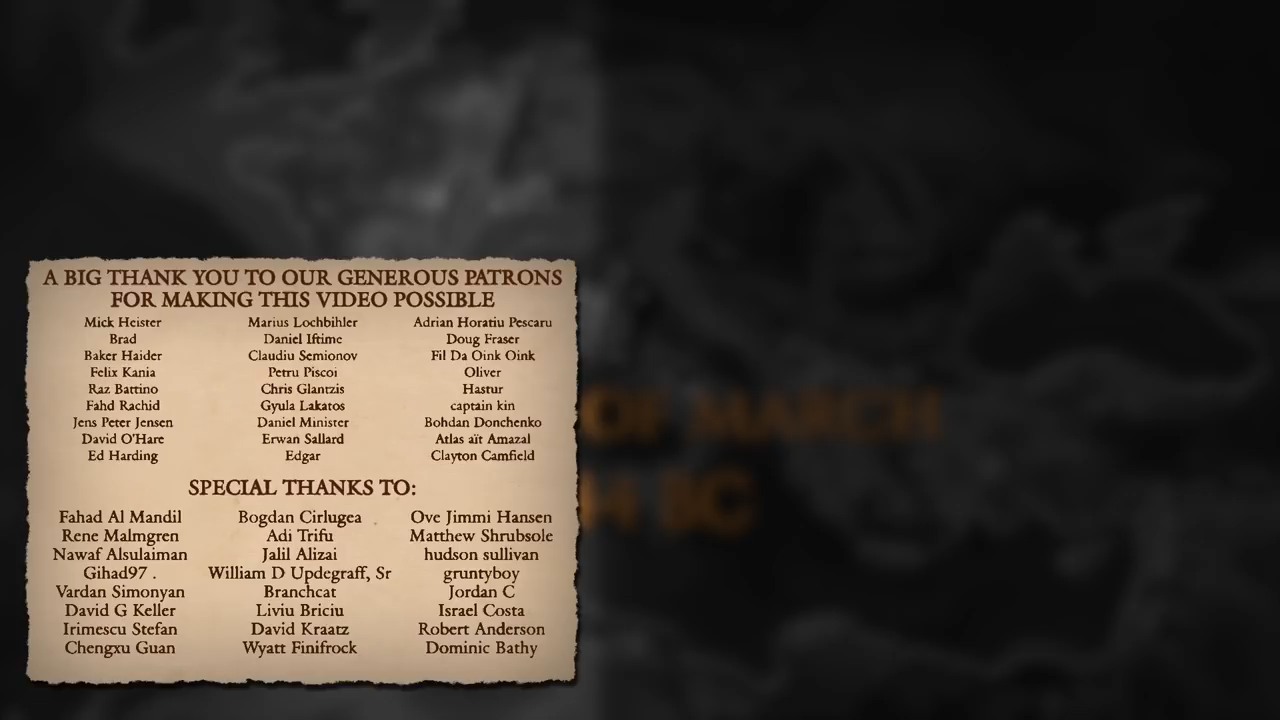 A BIG THANK YOU TO OUR GENEROUS PATRONS
FOR MAKING THIS VIDEO POSSIBLE
Mick Heister Marius Lochbihler Adrian Horatiu Pescaru
Brad Daniel Iftime Doug Fraser
Baker Haider Claudiu Semionov Fil Da Oink Oink
Felix Kania Petru Piscoi Oliver
Raz Battino Chris Glantzis Hastur
Fahd Rachid Gyula Lakatos captain kin
Jens Peter Jensen Daniel Minister Bohdan Donchenko
David O'Hare Erwan Sallard Atlas aït Amazal
Ed Harding Edgar Clayton Camfield
SPECIAL THANKS TO:
Fahad Al Mandil Bogdan Cirlugea Ove Jimmi Hansen
Rene Malmgren Adi Trifu Matthew Shrubsole
Nawaf Alsulaiman Jalil Alizai hudson sullivan
Gihad97 . William D Updegraff, Sr gruntyboy
Vardan Simonyan Branchcat Jordan C
David G Keller Liviu Briciu Israel Costa
Irimescu Stefan David Kraatz Robert Anderson
Chengxu Guan Wyatt Finifrock Dominic Bathy
OF MARCH
BC